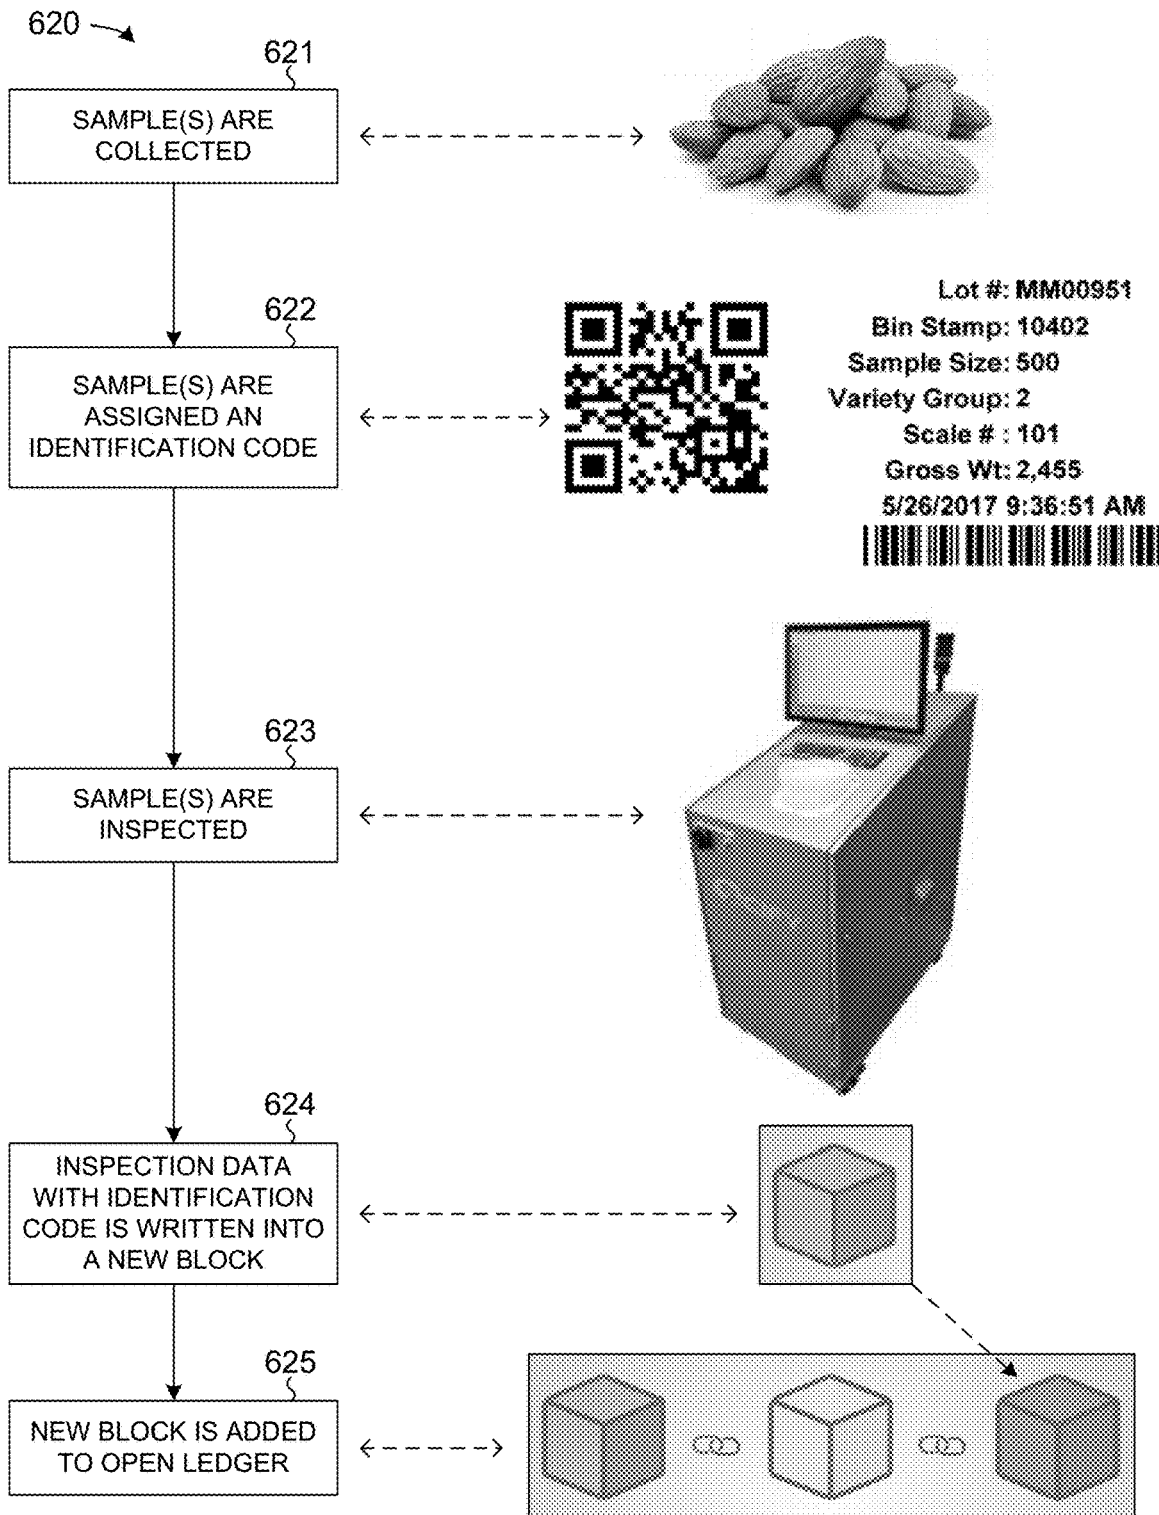 620
621
SAMPLE(S) ARE
COLLECTED
622
SAMPLE(S) ARE
ASSIGNED AN
IDENTIFICATION CODE
Lot #: MM00951
Bin Stamp: 10402
Sample Size: 500
Variety Group: 2
Scale # : 101
Gross Wt: 2,455
5/26/2017 9:36:51 AM
623
SAMPLE(S) ARE
INSPECTED
624
INSPECTION DATA
WITH IDENTIFICATION
CODE IS WRITTEN INTO
A NEW BLOCK
625
NEW BLOCK IS ADDED
TO OPEN LEDGER